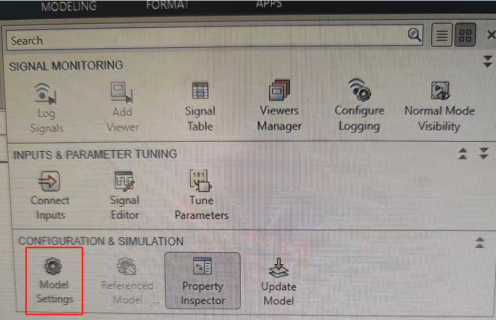 MODELING FORMAT APPS
Search
SIGNAL MONITORING
Log Add Signal Viewers Configure Normal Mode
Signals Viewer Table Manager Logging Visibility
INPUTS & PARAMETER TUNING
Connect Signal Tune
Inputs Editor Parameters
CONFIGURATION & SIMULATION
Model Referenced Property Update
Settings Model ... Inspector Model